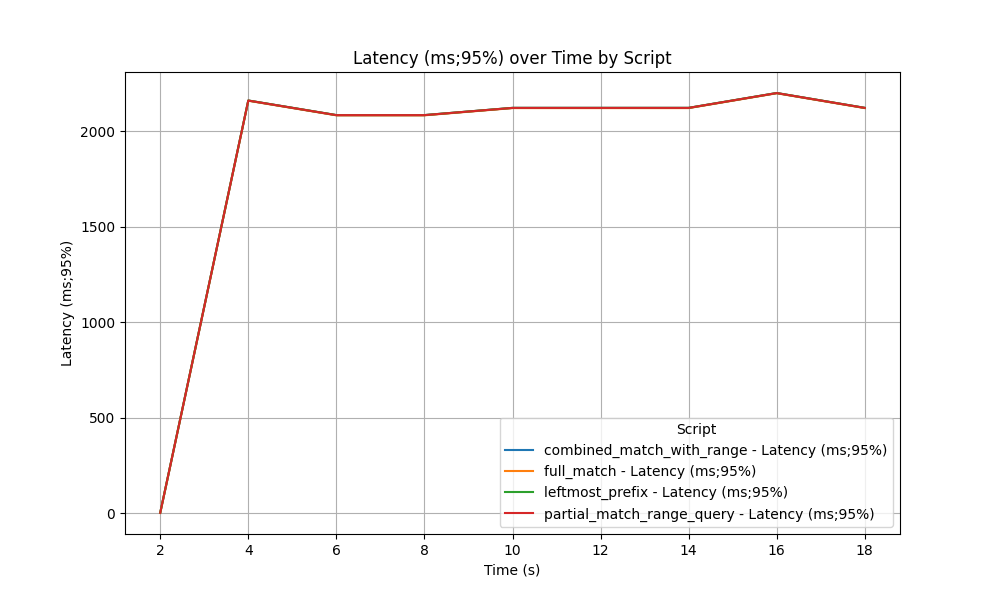 Latency (ms;95%) over Time by Script
Latency (ms;95%)
2000
1500
1000
500
0
Script
combined_match_with_range - Latency (ms;95%)
full_match - Latency (ms;95%)
leftmost_prefix - Latency (ms;95%)
partial_match_range_query - Latency (ms;95%)
2 4 6 8 10 12 14 16 18
Time (s)